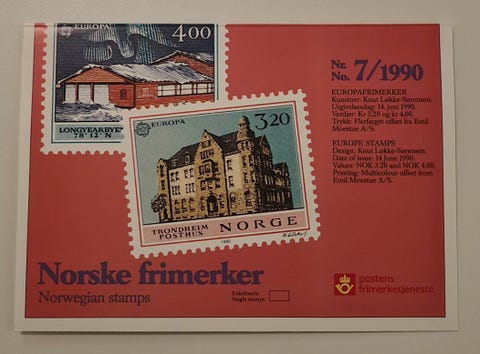 4.00
LONGYEARBYE
78° 12' N
EUROPA
3.20
TRONDHEIM
POSTHUS
NORGE
1990
Nr.
No. 7/1990
EUROPAFRIMERKER
Kunstner: Knut Løkke-Sørensen.
Utgivelsesdag: 14. juni 1990.
Verdier: Kr 3,20 og kr 4,00.
Trykk: Flerfarget offset fra Emil
Moestue A/S.
EUROPE STAMPS
Design: Knut Løkke-Sørensen.
Date of issue: 14 June 1990.
Values: NOK 3.20 and NOK 4.00.
Printing: Multicolour offset from
Emil Moestue A/S.
Norske frimerker
Norwegian stamps
Enkeltmerke
Single stamps
postens
frimerketjeneste